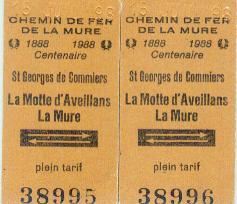 CHEMIN DE FER
DE LA MURE
1888 1988
Centenaire
St Georges de Commiers
La Motte d'Aveillans
La Mure
plein tarif
38995
CHEMIN DE FER
DE LA MURE
1888 1988
Centenaire
St Georges de Commiers
La Motte d'Aveillans
La Mure
plein tarif
38996